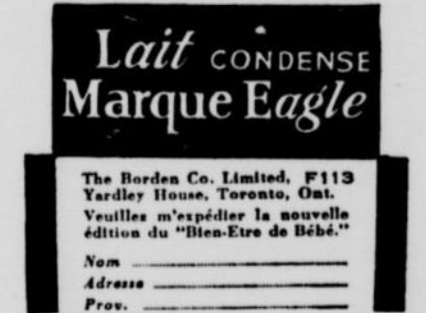 Lait CONDENSE
Marque Eagle
The Borden Co. Limited, F113
Yardley House, Toronto, Ont.
Veuillez m'expédier la nouvelle
édition du "Bien-Etre de Bébé."
Nom
Adresse
Prov.